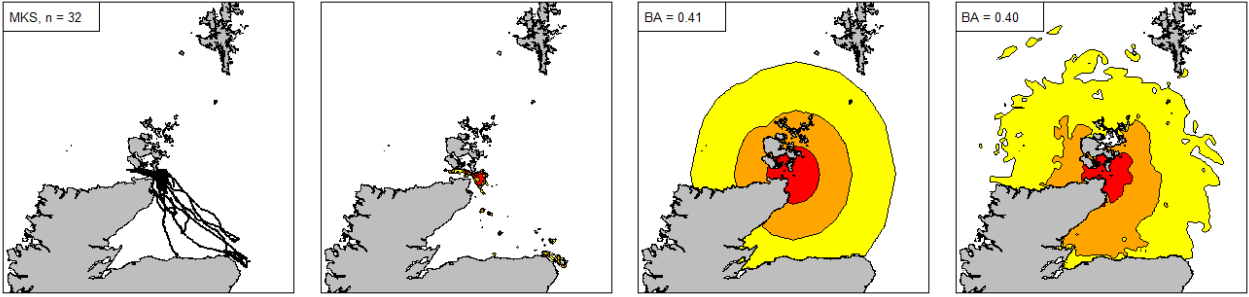 MKS, n = 32
BA = 0.41
BA = 0.40